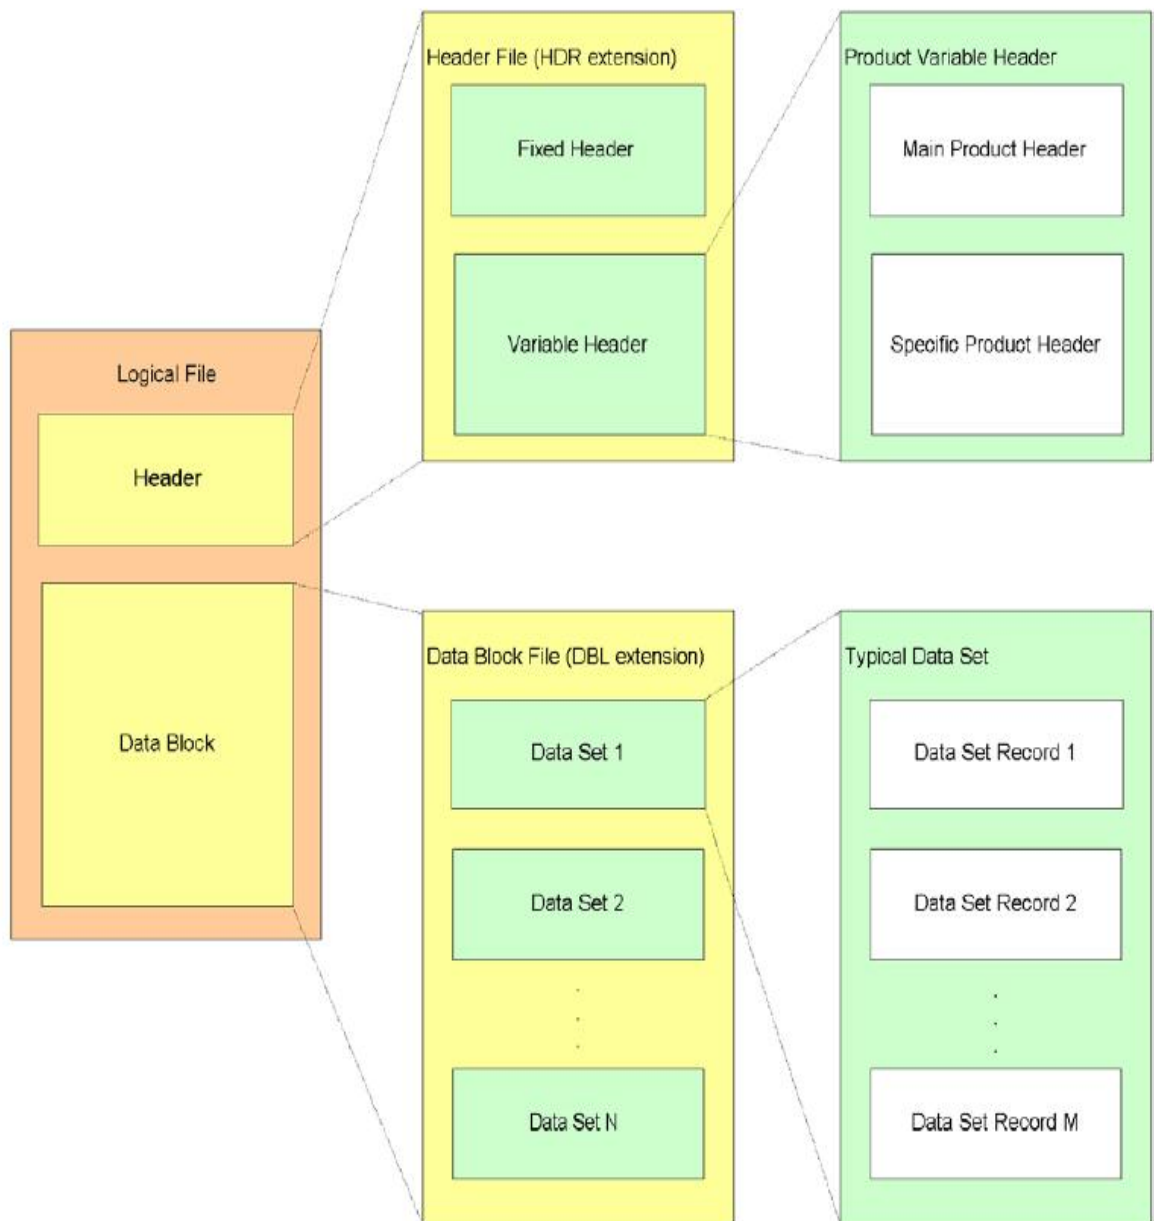 Logical File
Header
Data Block
Header File (HDR extension)
Fixed Header
Variable Header
Product Variable Header
Main Product Header
Specific Product Header
Data Block File (DBL extension)
Data Set 1
Data Set 2
.
.
.
Data Set N
Typical Data Set
Data Set Record 1
Data Set Record 2
.
.
.
Data Set Record M